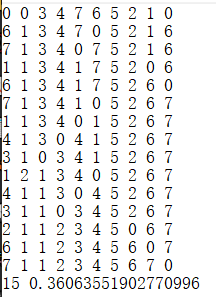 0 0 3 4 7 6 5 2 1 0
6 1 3 4 7 0 5 2 1 6
7 1 3 4 0 7 5 2 1 6
1 1 3 4 1 7 5 2 0 6
6 1 3 4 1 7 5 2 6 0
7 1 3 4 1 0 5 2 6 7
1 1 3 4 0 1 5 2 6 7
4 1 3 0 4 1 5 2 6 7
3 1 0 3 4 1 5 2 6 7
1 2 1 3 4 0 5 2 6 7
4 1 1 3 0 4 5 2 6 7
3 1 1 0 3 4 5 2 6 7
2 1 1 2 3 4 5 0 6 7
6 1 1 2 3 4 5 6 0 7
7 1 1 2 3 4 5 6 7 0
15 0.36063551902770996